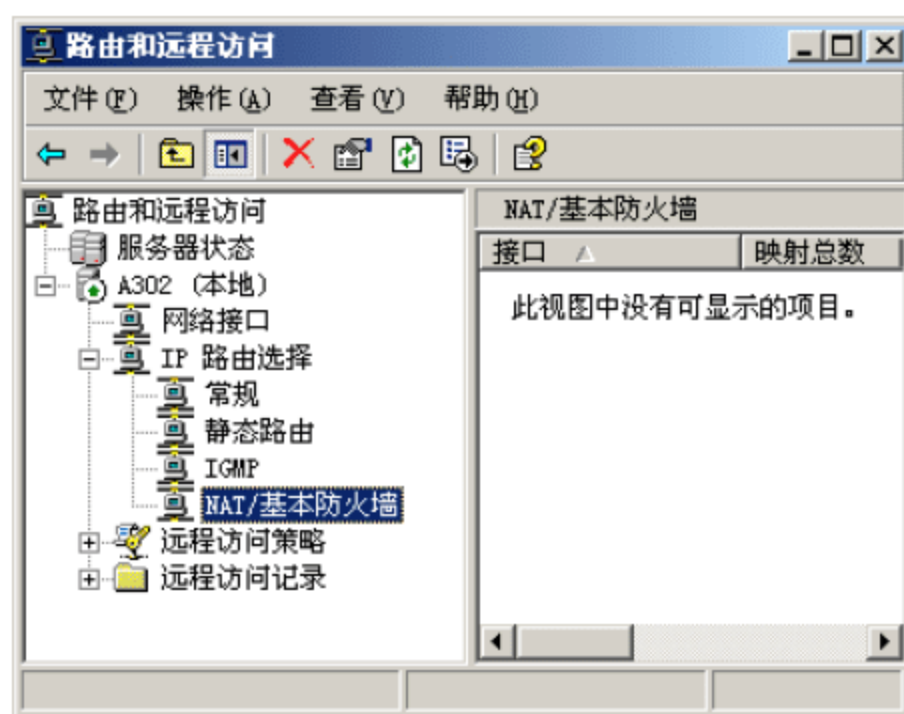 路由和远程访问
文件(F) 操作(A) 查看(V) 帮助(H)
路由和远程访问
服务器状态
A302 (本地)
网络接口
IP 路由选择
常规
静态路由
IGMP
NAT/基本防火墙
远程访问策略
远程访问记录
NAT/基本防火墙
接口 映射总数
此视图中没有可显示的项目。